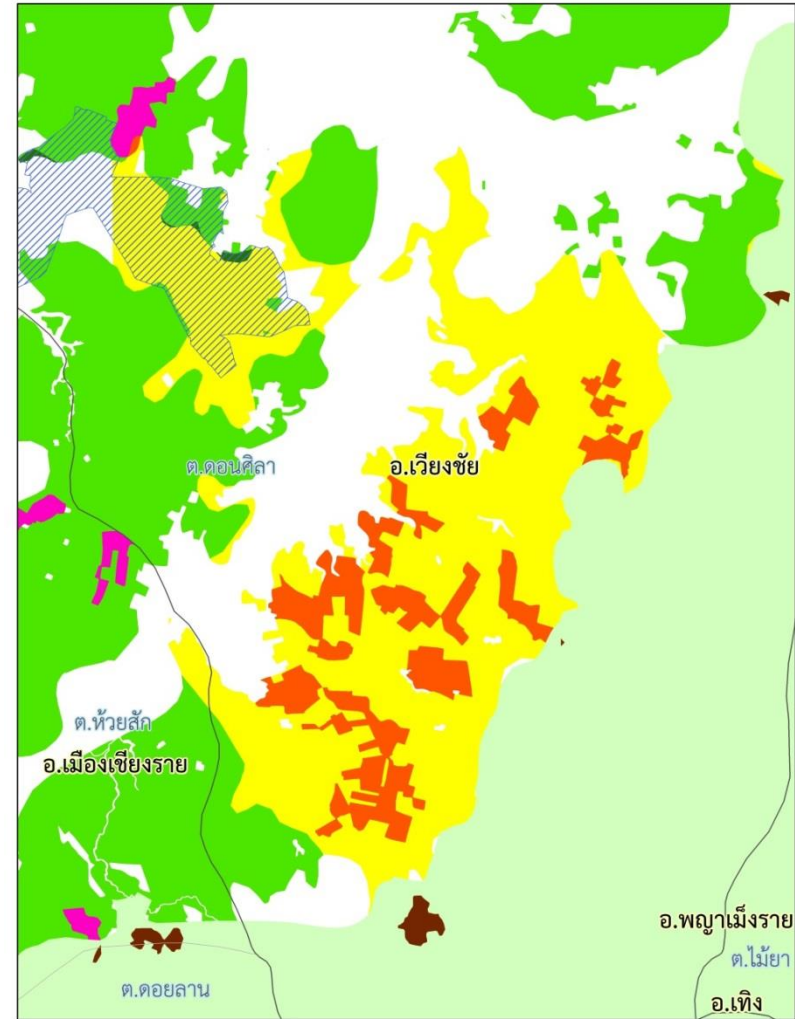 ต.ดอนศิลา
อ.เวียงชัย
ต.ห้วยสัก
อ.เมืองเชียงราย
อ.พญาเม็งราย
ต.ไม้ยา
ต.ดอยลาน
อ.เทิง